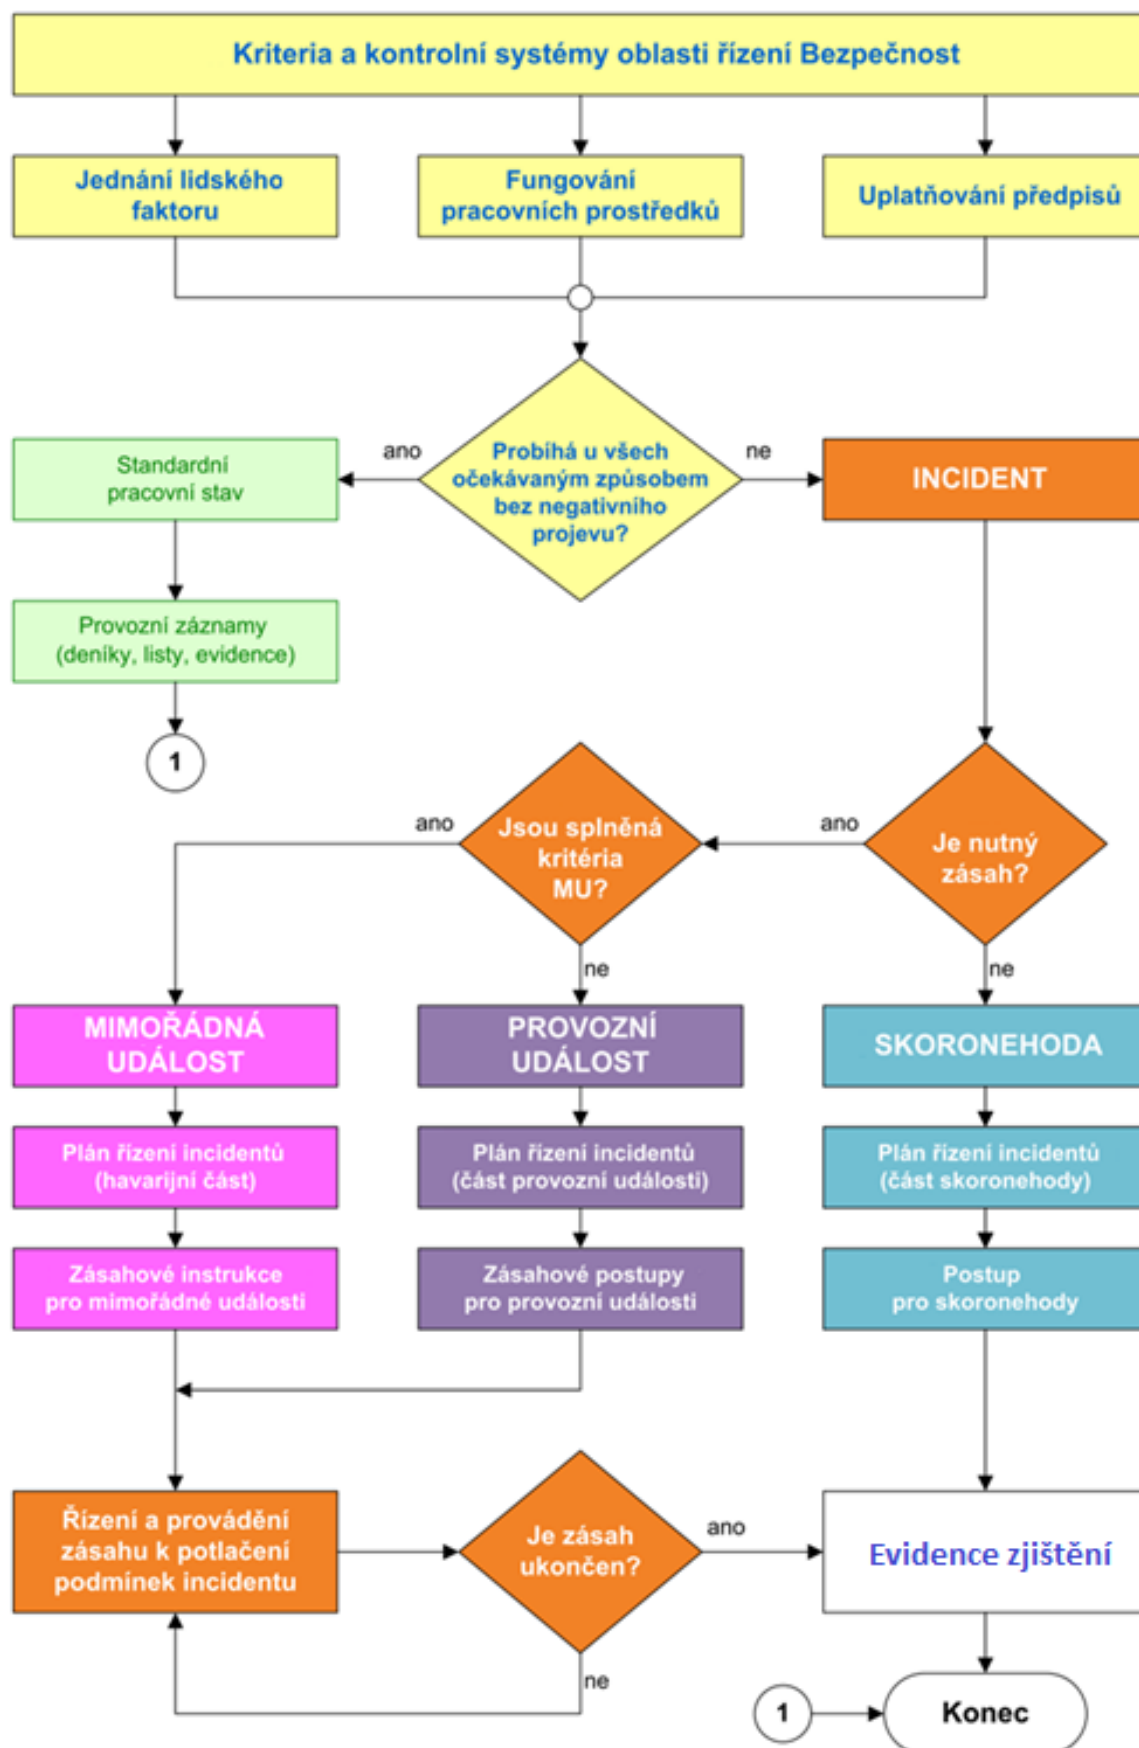 Kriteria a kontrolní systémy oblasti řízení Bezpečnost
Jednání lidského
faktoru
Fungování
pracovních prostředků
Uplatňování předpisů
Probíhá u všech
očekávaným způsobem
bez negativního
projevu?
ano
ne
Standardní
pracovní stav
INCIDENT
Provozní záznamy
(deníky, listy, evidence)
1
Jsou splněná
kritéria
MU?
ano
ano
Je nutný
zásah?
ne
ne
MIMOŘÁDNÁ
UDÁLOST
PROVOZNÍ
UDÁLOST
SKORONEHODA
Plán řízení incidentů
(havarijní část)
Plán řízení incidentů
(část provozní události)
Plán řízení incidentů
(část skoronehody)
Zásahové instrukce
pro mimořádné události
Zásahové postupy
pro provozní události
Postup
pro skoronehody
Řízení a provádění
zásahu k potlačení
podmínek incidentu
Je zásah
ukončen?
ano
Evidence zjištění
ne
1
Konec